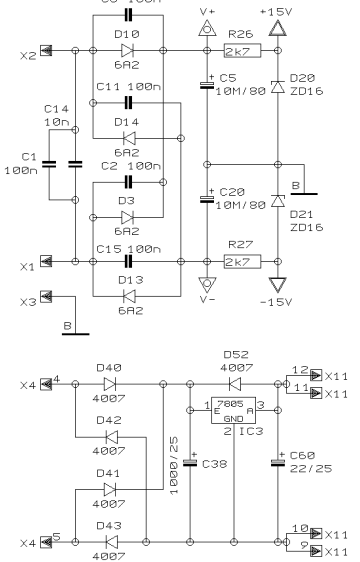 C6 100n
V+
+15V
D10
R26
X2
2k7
6A2
C11 100n
C5
D20
C14
10n
10M/80
ZD16
D14
C1
6A2
100n
C2 100n
C20
B
10M/80
D3
D21
ZD16
6A2
C15 100n
R27
X1
2k7
D13
V-
-15V
X3
6A2
B
D52
D40
4007
12
X11
X4
4
4007
11
X11
7805
1
E
A
3
GND
D42
2
IC3
4007
1000/25
C38
C60
22/25
D41
4007
10
X11
D43
X4
5
9
X11
4007